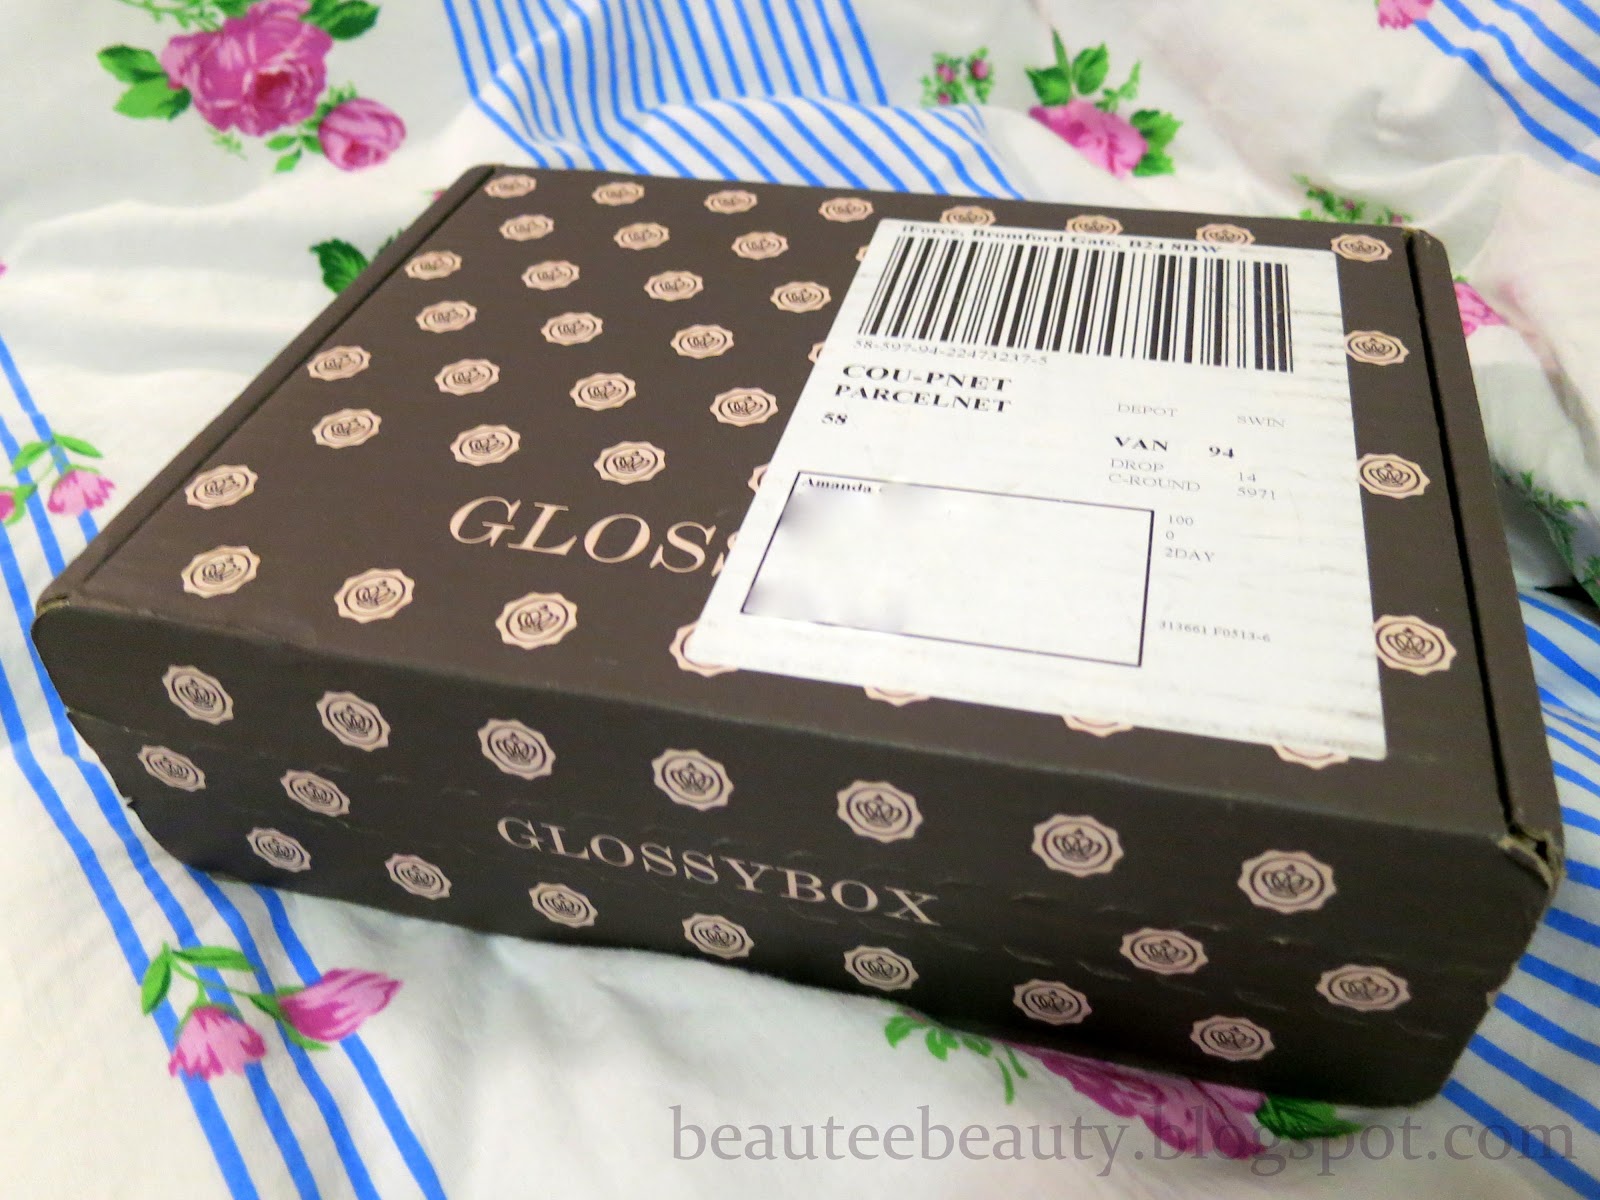 iForce, Bromford Gate, B24 8DW
58-597-94-22473237-5
COU-PNET
PARCELNET
58
DEPOT SWIN
VAN 94
DROP 14
C-ROUND 5971
Amanda
100
0
2DAY
313661 F0513-6
GLOSS
GLOSSYBOX
beauteebeauty.blogspot.com